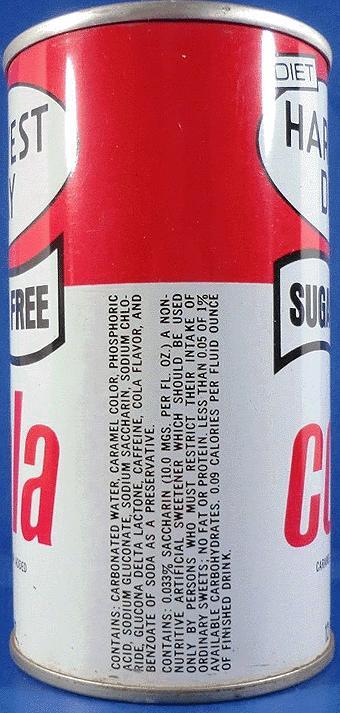 EST
Y
FREE
la
DIET
HA
D
SUGA
CO
CONTAINS: CARBONATED WATER, CARAMEL COLOR, PHOSPHORIC
ACID, SODIUM GLUCONATE, SODIUM SACCHARIN, SODIUM CHLO-
RIDE, GLUCONA DELTA LACTONE, CAFFEINE, COLA FLAVOR, AND
BENZOATE OF SODA AS A PRESERVATIVE.
CONTAINS: 0.033% SACCHARIN (10.0 MGS. PER FL. OZ.) A NON-
NUTRITIVE ARTIFICIAL SWEETENER WHICH SHOULD BE USED
ONLY BY PERSONS WHO MUST RESTRICT THEIR INTAKE OF
ORDINARY SWEETS; NO FAT OR PROTEIN. LESS THAN 0.05 OF 1%
AVAILABLE CARBOHYDRATES. 0.09 CALORIES PER FLUID OUNCE
OF FINISHED DRINK.